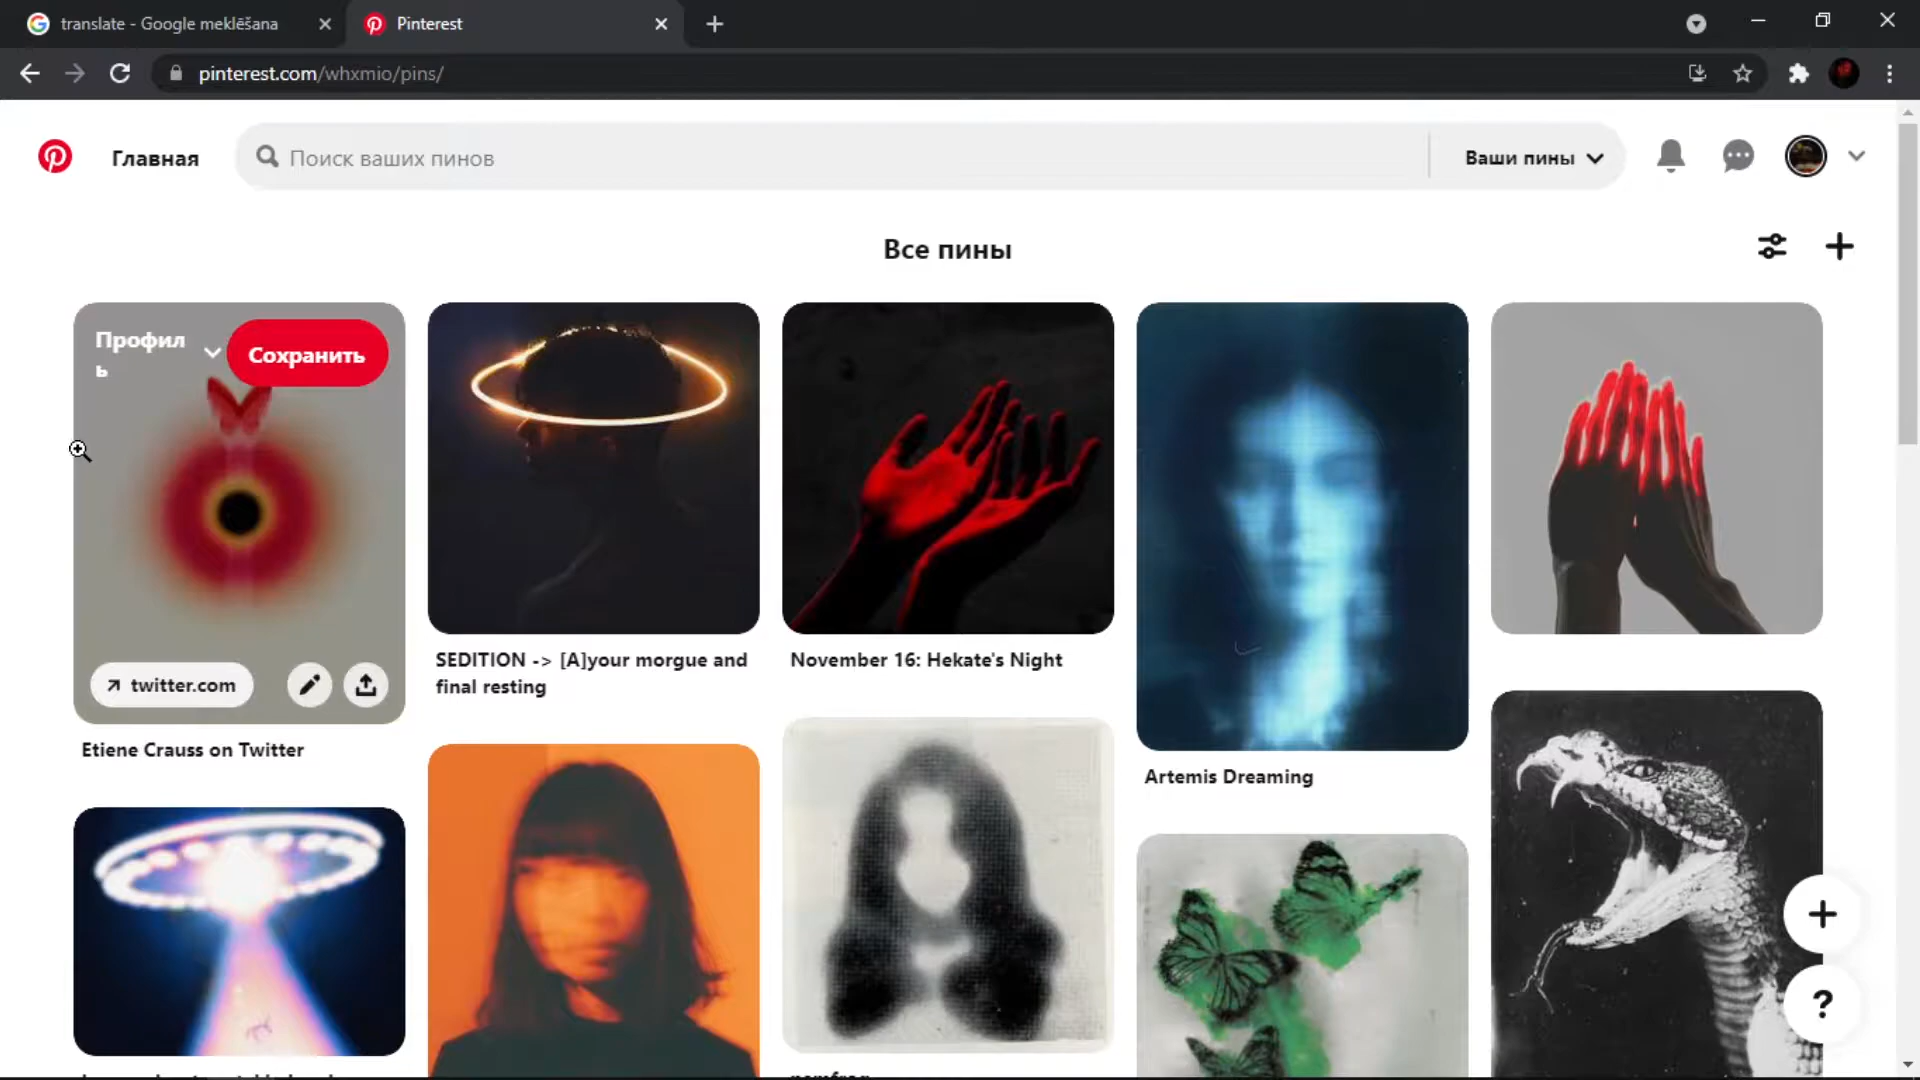 translate - Google meklēšana
Pinterest
pinterest.com/whxmio/pins/
Главная
Поиск ваших пинов
Ваши пины
Все пины
Профил
ь
Сохранить
twitter.com
Etiene Crauss on Twitter
SEDITION -> [A]your morgue and
final resting
November 16: Hekate's Night
Artemis Dreaming